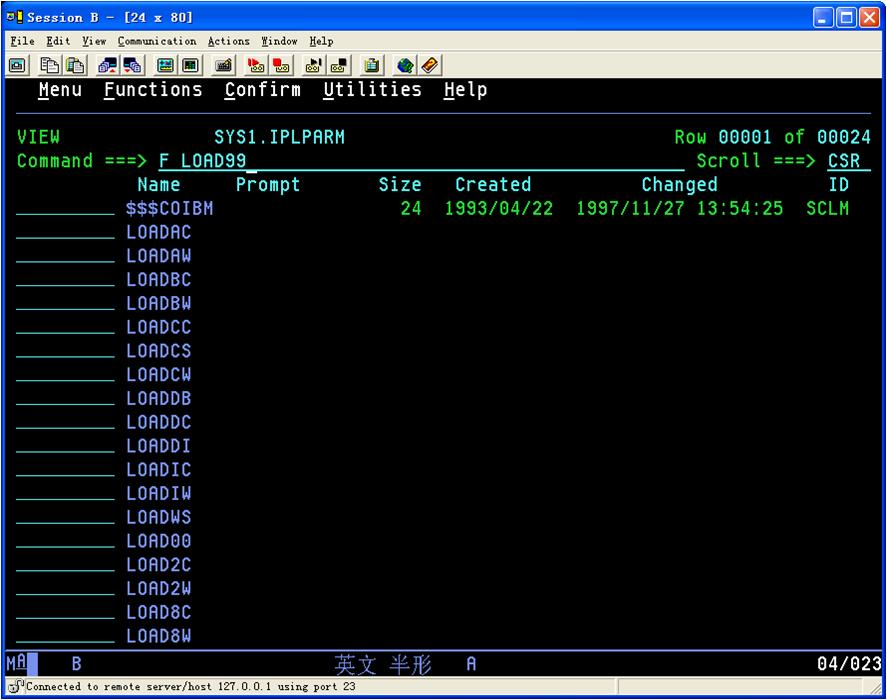 Session B - [24 x 80]
File Edit View Communication Actions Window Help
Menu Functions Confirm Utilities Help
VIEW SYS1.IPLPARM Row 00001 of 00024
Command ===> F LOAD99_ Scroll ===> CSR
Name Prompt Size Created Changed ID
$$$COIBM 24 1993/04/22 1997/11/27 13:54:25 SCLM
LOADAC
LOADAW
LOADBC
LOADBW
LOADCC
LOADCS
LOADCW
LOADDB
LOADDC
LOADDI
LOADIC
LOADIW
LOADWS
LOAD00
LOAD2C
LOAD2W
LOAD8C
LOAD8W
MA B 英文 半形 A 04/023
Connected to remote server/host 127.0.0.1 using port 23